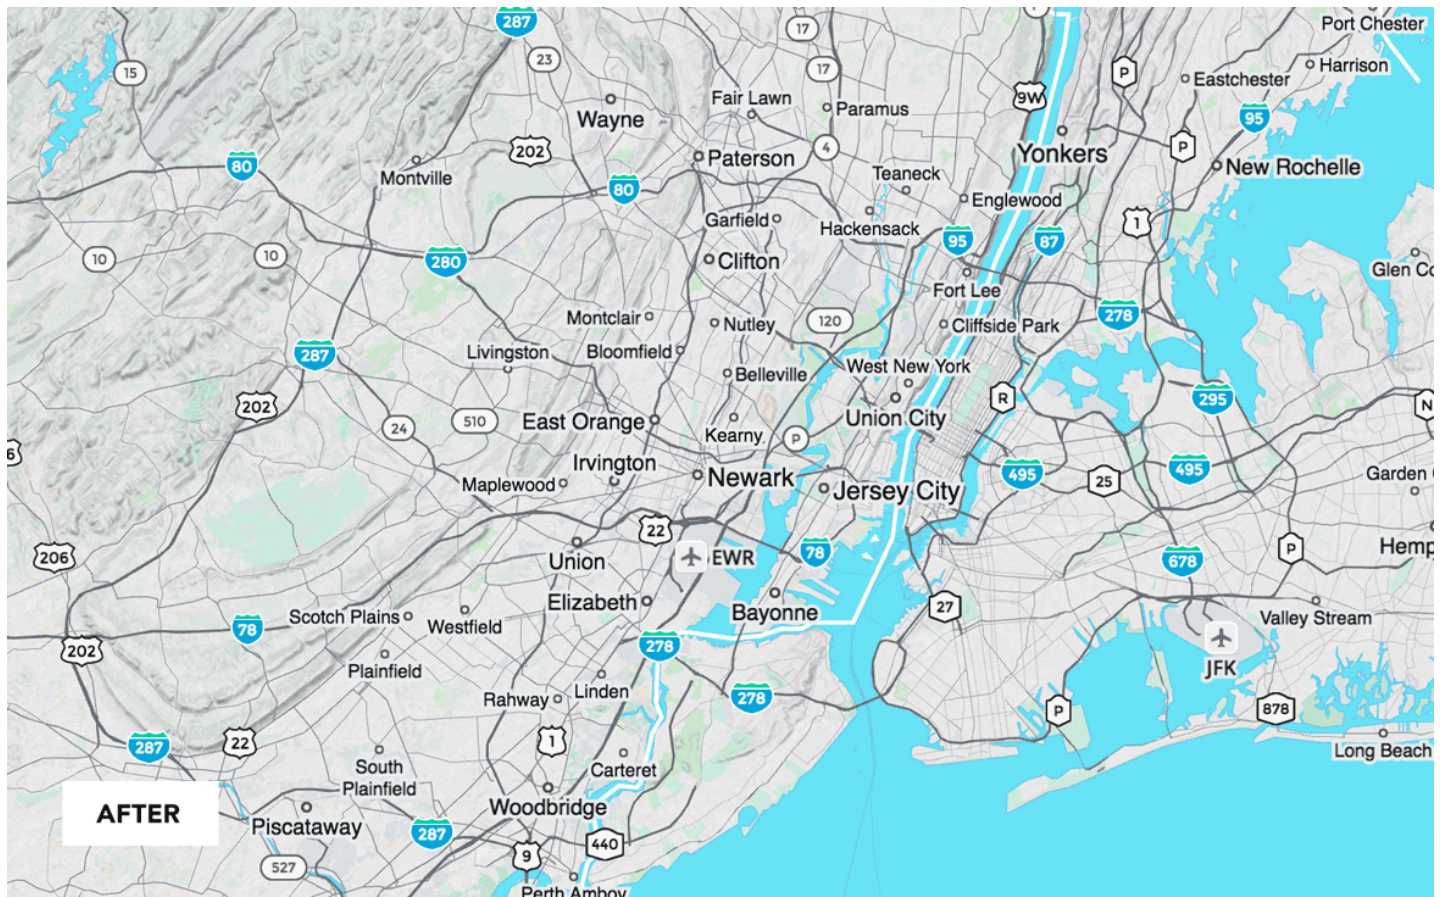 287
Port Chester
17
23
15
17
P
Harrison
Eastchester
9W
Fair Lawn
Paramus
95
Wayne
202
4
P
Yonkers
Paterson
80
New Rochelle
Montville
80
Teaneck
Englewood
Garfield
Hackensack
1
95
87
10
10
280
Clifton
Glen Co
Fort Lee
278
Montclair
Nutley
120
Cliffside Park
Livingston
Bloomfield
287
West New York
Belleville
R
295
202
Union City
N
East Orange
24
510
Kearny
P
6
Irvington
Newark
495
495
25
Garden
Maplewood
Jersey City
22
Union
EWR
78
Hemp
P
206
678
Elizabeth
Bayonne
27
Scotch Plains
Westfield
Valley Stream
78
202
278
JFK
Plainfield
Linden
Rahway
278
P
878
22
287
1
Long Beach
Carteret
South
Plainfield
Woodbridge
AFTER
Piscataway
287
440
9
527
Perth Amboy